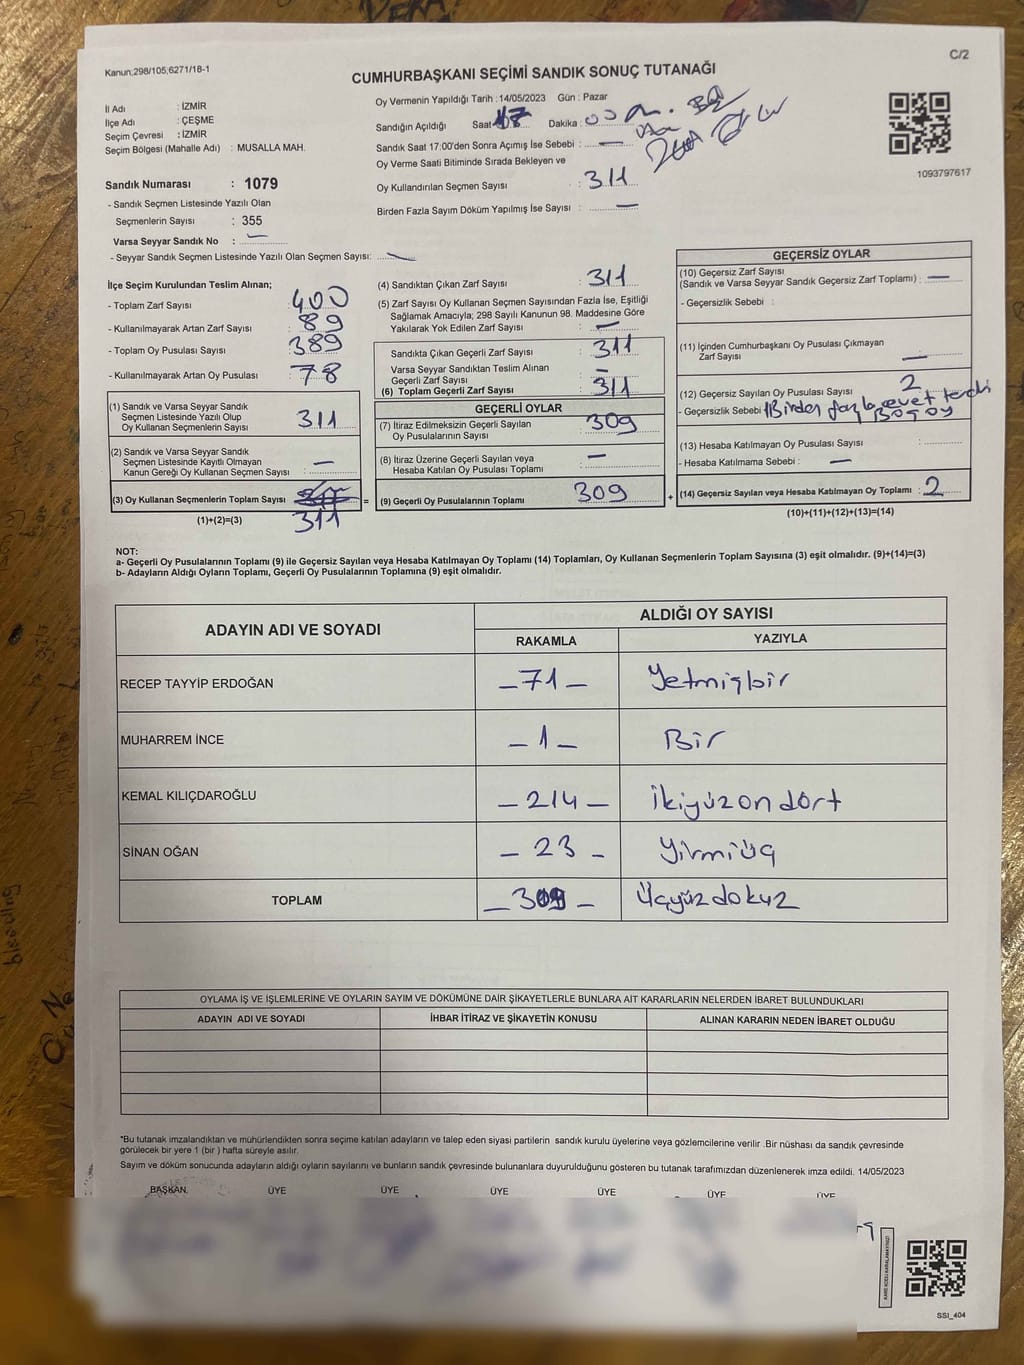 Kanun;298/105,6271/18-1
C/2
CUMHURBAŞKANI SEÇİMİ SANDIK SONUÇ TUTANAĞI
İl Adı : İZMİR
İlçe Adı : ÇEŞME
Seçim Çevresi : İZMİR
Seçim Bölgesi (Mahalle Adı) : MUSALLA MAH.
Sandık Numarası : 1079
- Sandık Seçmen Listesinde Yazılı Olan
Seçmenlerin Sayısı : 355
Varsa Seyyar Sandık No : —
- Seyyar Sandık Seçmen Listesinde Yazılı Olan Seçmen Sayısı: —
Oy Vermenin Yapıldığı Tarih :14/05/2023 Gün : Pazar
Sandığın Açıldığı Saat: 17 Dakika : 00
Sandık Saat 17:00'den Sonra Açımış İse Sebebi : —
Oy Verme Saati Bitiminde Sırada Bekleyen ve
Oy Kullandırılan Seçmen Sayısı : 311
Birden Fazla Sayım Döküm Yapılmış İse Sayısı : —
1093797617
İlçe Seçim Kurulundan Teslim Alınan;
- Toplam Zarf Sayısı : 400
- Kullanılmayarak Artan Zarf Sayısı : 89
- Toplam Oy Pusulası Sayısı : 389
- Kullanılmayarak Artan Oy Pusulası : 78
(1) Sandık ve Varsa Seyyar Sandık
Seçmen Listesinde Yazılı Olup
Oy Kullanan Seçmenlerin Sayısı : 311
(2) Sandık ve Varsa Seyyar Sandık
Seçmen Listesinde Kayıtlı Olmayan
Kanun Gereği Oy Kullanan Seçmen Sayısı : —
(3) Oy Kullanan Seçmenlerin Toplam Sayısı =
311
(1)+(2)=(3)
(4) Sandıktan Çıkan Zarf Sayısı : 311
(5) Zarf Sayısı Oy Kullanan Seçmen Sayısından Fazla İse, Eşitliği
Sağlamak Amacıyla; 298 Sayılı Kanunun 98. Maddesine Göre
Yakılarak Yok Edilen Zarf Sayısı : —
Sandıkta Çıkan Geçerli Zarf Sayısı : 311
Varsa Seyyar Sandıktan Teslim Alınan
Geçerli Zarf Sayısı : —
(6) Toplam Geçerli Zarf Sayısı : 311
GEÇERLİ OYLAR
(7) İtiraz Edilmeksizin Geçerli Sayılan
Oy Pusulalarının Sayısı : 309
(8) İtiraz Üzerine Geçerli Sayılan veya
Hesaba Katılan Oy Pusulası Toplamı : —
(9) Geçerli Oy Pusulalarının Toplamı : 309 +
GEÇERSİZ OYLAR
(10) Geçersiz Zarf Sayısı
(Sandık ve Varsa Seyyar Sandık Geçersiz Zarf Toplamı) : —
- Geçersizlik Sebebi :
(11) İçinden Cumhurbaşkanı Oy Pusulası Çıkmayan
Zarf Sayısı : —
(12) Geçersiz Sayılan Oy Pusulası Sayısı : 2
- Geçersizlik Sebebi : 1 Birden fazla evet tercihi
Boş oy
(13) Hesaba Katılmayan Oy Pusulası Sayısı :
- Hesaba Katılmama Sebebi : —
(14) Geçersiz Sayılan veya Hesaba Katılmayan Oy Toplamı : 2
(10)+(11)+(12)+(13)=(14)
NOT:
a- Geçerli Oy Pusulalarının Toplamı (9) ile Geçersiz Sayılan veya Hesaba Katılmayan Oy Toplamı (14) Toplamları, Oy Kullanan Seçmenlerin Toplam Sayısına (3) eşit olmalıdır. (9)+(14)=(3)
b- Adayların Aldığı Oyların Toplamı, Geçerli Oy Pusulalarının Toplamına (9) eşit olmalıdır.
ADAYIN ADI VE SOYADI ALDIĞI OY SAYISI
RAKAMLA YAZIYLA
RECEP TAYYİP ERDOĞAN — 71 — Yetmişbir
MUHARREM İNCE — 1 — Bir
KEMAL KILIÇDAROĞLU — 214 — ikiyüzondört
SİNAN OĞAN — 23 — Yirmiüç
TOPLAM — 309 — Üçyüzdokuz
OYLAMA İŞ VE İŞLEMLERİNE VE OYLARIN SAYIM VE DÖKÜMÜNE DAİR ŞİKAYETLERLE BUNLARA AİT KARARLARIN NELERDEN İBARET BULUNDUKLARI
ADAYIN ADI VE SOYADI İHBAR İTİRAZ VE ŞİKAYETİN KONUSU ALINAN KARARIN NEDEN İBARET OLDUĞU
*Bu tutanak imzalandıktan ve mühürlendikten sonra seçime katılan adayların ve talep eden siyasi partilerin sandık kurulu üyelerine veya gözlemcilerine verilir .Bir nüshası da sandık çevresinde
görülecek bir yere 1 (bir ) hafta süreyle asılır.
Sayım ve döküm sonucunda adayların aldığı oyların sayılarını ve bunların sandık çevresinde bulunanlara duyurulduğunu gösteren bu tutanak tarafımızdan düzenlenerek imza edildi. 14/05/2023
BAŞKAN ÜYE ÜYE ÜYE ÜYE ÜYE ÜYE
KARE KODU KARALAMAYINIZ!
SSI_404